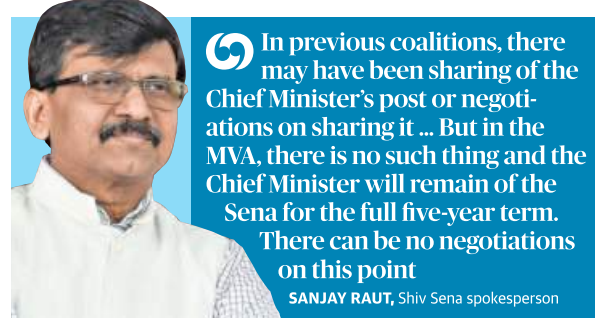 In previous coalitions, there
may have been sharing of the
Chief Minister’s post or negoti-
ations on sharing it ... But in the
MVA, there is no such thing and the
Chief Minister will remain of the
Sena for the full five-year term.
There can be no negotiations
on this point
SANJAY RAUT, Shiv Sena spokesperson